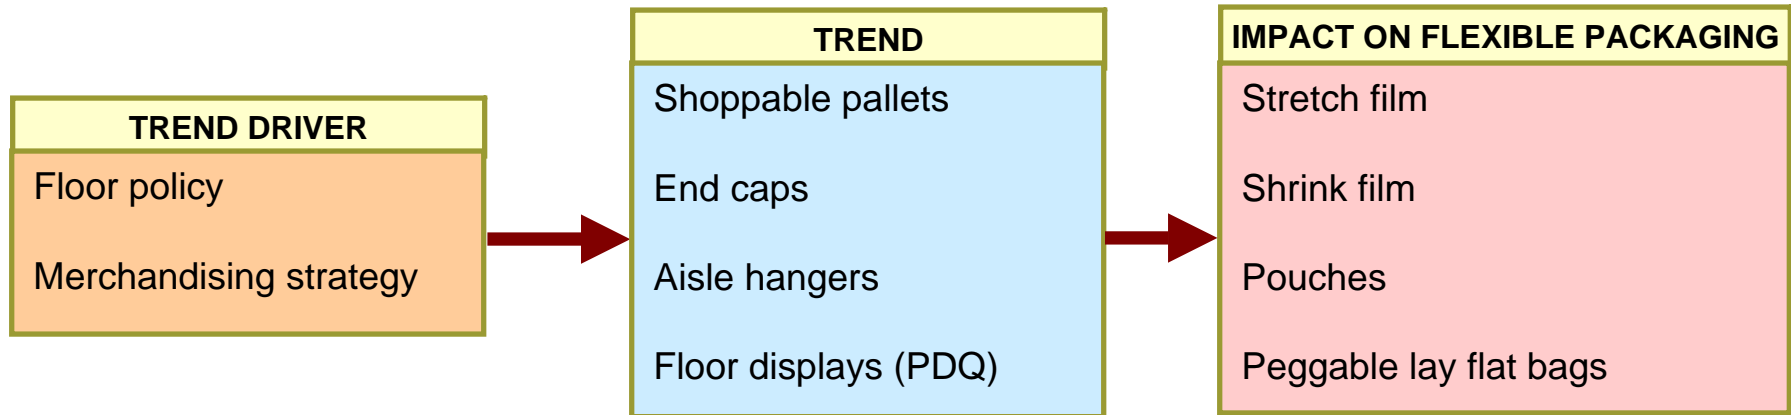 TREND DRIVER
Floor policy
Merchandising strategy
TREND
Shoppable pallets
End caps
Aisle hangers
Floor displays (PDQ)
IMPACT ON FLEXIBLE PACKAGING
Stretch film
Shrink film
Pouches
Peggable lay flat bags